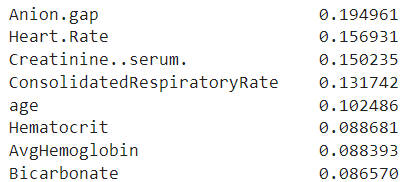 Anion.gap 0.194961
Heart.Rate 0.156931
Creatinine..serum. 0.150235
ConsolidatedRespiratoryRate 0.131742
age 0.102486
Hematocrit 0.088681
AvgHemoglobin 0.088393
Bicarbonate 0.086570